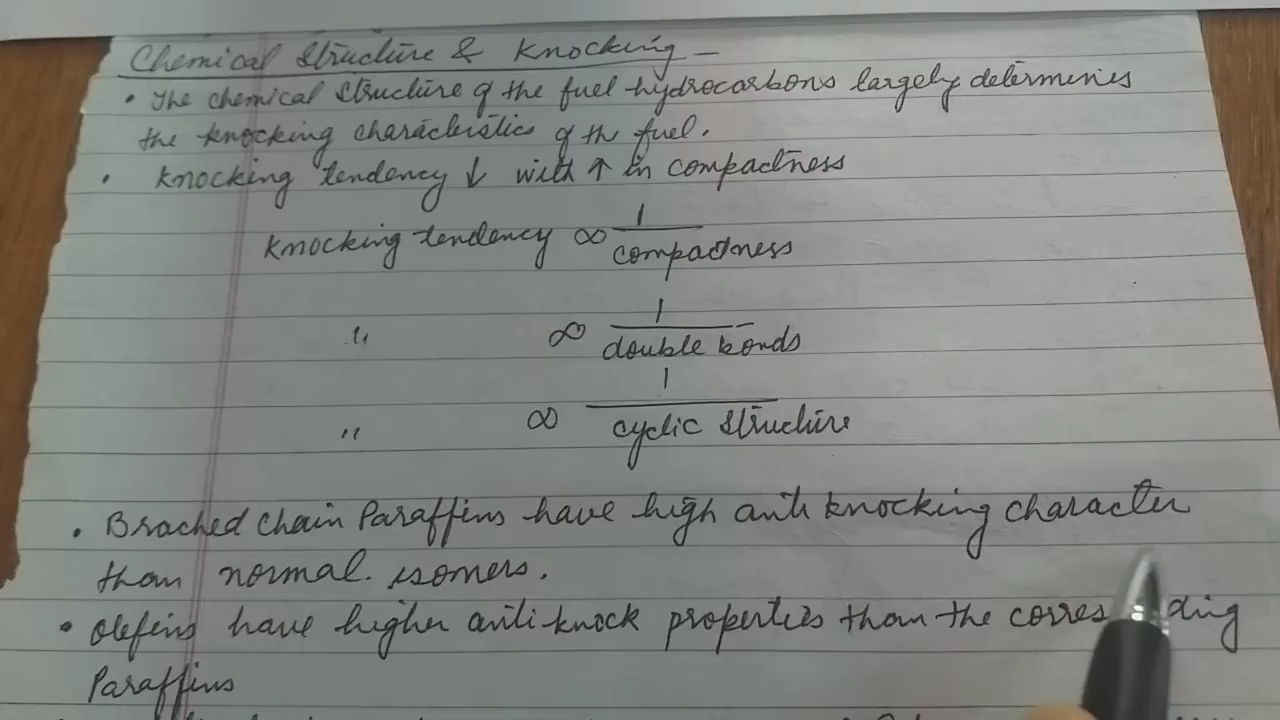 Chemical Structure & Knocking –
• The chemical structure of the fuel hydrocarbons largely determines
the knocking characteristics of th fuel.
• Knocking tendency ↓ with ↑ in compactness
Knocking tendency ∞ 1/compactness
" ∞ 1/double bonds
" ∞ 1/cyclic structure
• Brached chain Paraffins have high anti knocking character
than normal. isomers.
• Olefins have higher anti-knock properties than the corres ding
Paraffins